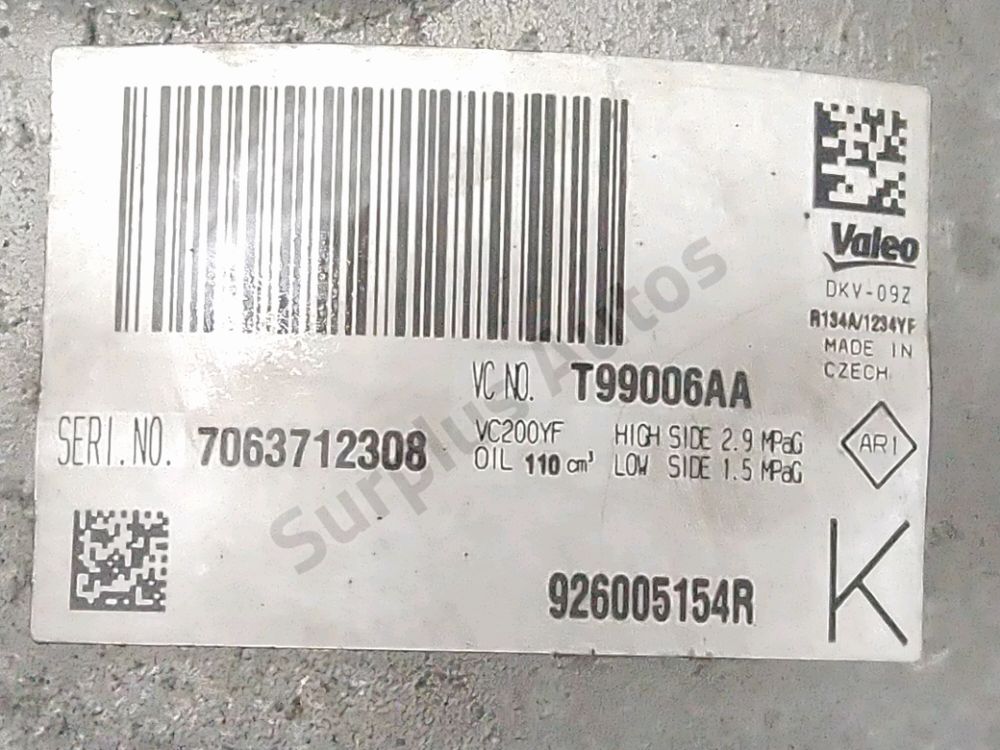 Valeo
DKV-09Z
R134A/1234YF
MADE IN
CZECH
VC NO. T99006AA
SERI.NO. 7063712308
VC200YF HIGH SIDE 2.9 MPaG
OIL 110 cm³ LOW SIDE 1.5 MPaG
AR1
K
926005154R
Surplus Autos